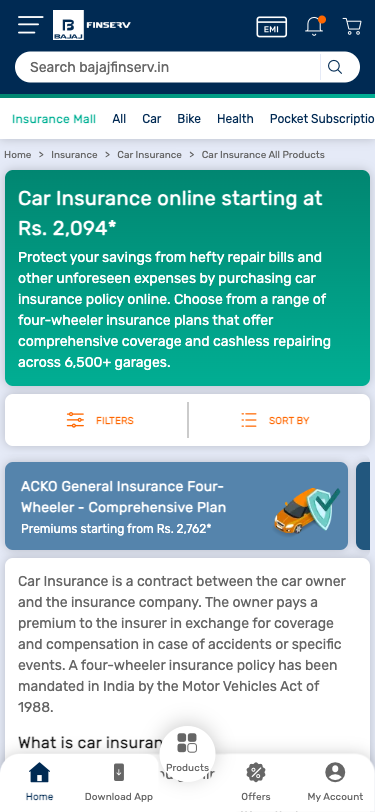 B
BAJAJ
FINSERV
EMI
Search bajajfinserv.in
Insurance Mall All Car Bike Health Pocket Subscriptio
Home > Insurance > Car Insurance > Car Insurance All Products
Car Insurance online starting at
Rs. 2,094*
Protect your savings from hefty repair bills and
other unforeseen expenses by purchasing car
insurance policy online. Choose from a range of
four-wheeler insurance plans that offer
comprehensive coverage and cashless repairing
across 6,500+ garages.
FILTERS
SORT BY
ACKO General Insurance Four-
Wheeler - Comprehensive Plan
Premiums starting from Rs. 2,762*
Car Insurance is a contract between the car owner
and the insurance company. The owner pays a
premium to the insurer in exchange for coverage
and compensation in case of accidents or specific
events. A four-wheeler insurance policy has been
mandated in India by the Motor Vehicles Act of
1988.
What is car insuran
Products
Home
Download App
Offers
My Account